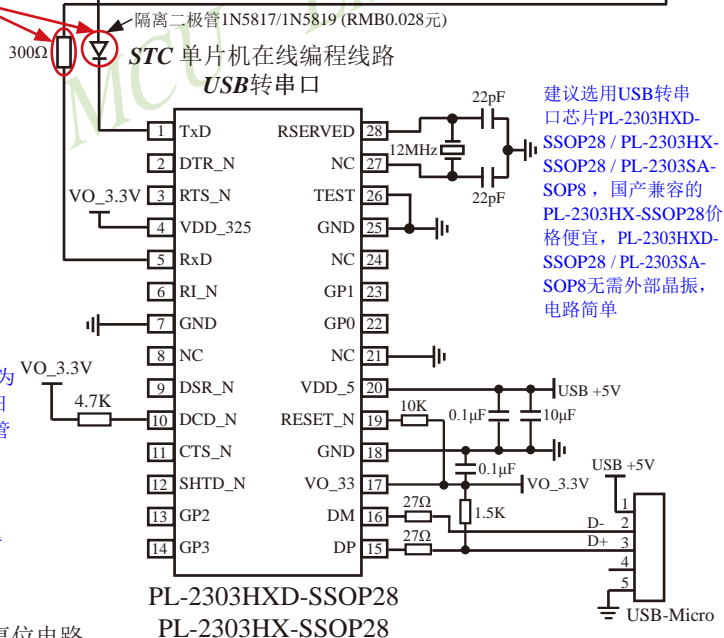 隔离二极管1N5817/1N5819 (RMB0.028元)
300Ω
STC 单片机在线编程线路
USB转串口
MCU
22pF
12MHz
22pF
建议选用USB转串
口芯片PL-2303HXD-
SSOP28 / PL-2303HX-
SSOP28 / PL-2303SA-
SOP8 ，国产兼容的
PL-2303HX-SSOP28价
格便宜，PL-2303HXD-
SSOP28 / PL-2303SA-
SOP8无需外部晶振，
电路简单
1 TxD RSERVED 28
2 DTR_N NC 27
VO_3.3V 3 RTS_N TEST 26
4 VDD_325 GND 25
5 RxD NC 24
6 RI_N GP1 23
7 GND GP0 22
8 NC NC 21
为 VO_3.3V
9 DSR_N VDD_5 20 USB +5V
4.7K 10 DCD_N RESET_N 19 10K 0.1μF 10μF
管
11 CTS_N GND 18
0.1μF
12 SHTD_N VO_33 17 VO_3.3V
13 GP2 DM 16 27Ω 1.5K
14 GP3 DP 15 27Ω
USB +5V
1
D- 2
D+ 3
4
5
USB-Micro
PL-2303HXD-SSOP28
PL-2303HX-SSOP28
复位电路